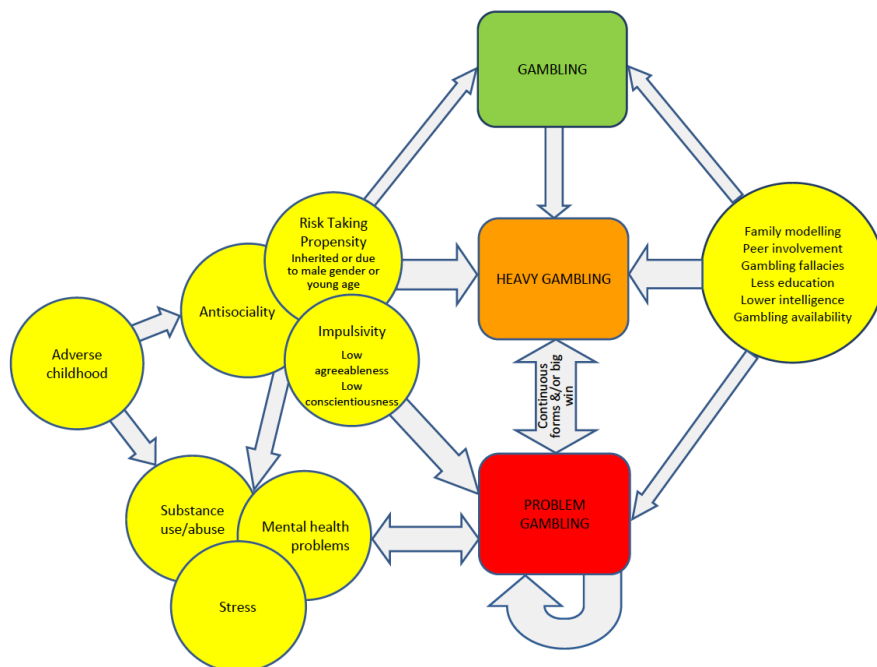 GAMBLING
Risk Taking
Propensity
Inherited or due
to male gender or
young age
HEAVY GAMBLING
Family modelling
Peer involvement
Gambling fallacies
Less education
Lower intelligence
Gambling availability
Antisociality
Impulsivity
Low
agreeableness
Low
conscientiousness
Adverse
childhood
Continuous
forms &/or big
win
Substance
use/abuse
Mental health
problems
PROBLEM
GAMBLING
Stress